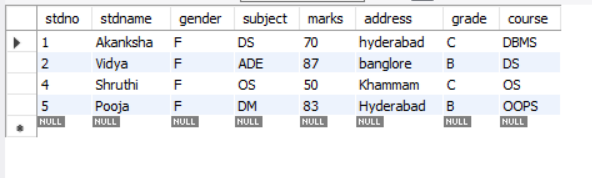 stdno stdname gender subject marks address grade course
1 Akanksha F DS 70 hyderabad C DBMS
2 Vidya F ADE 87 banglore B DS
4 Shruthi F OS 50 Khammam C OS
5 Pooja F DM 83 Hyderabad B OOPS
NULL NULL NULL NULL NULL NULL NULL NULL